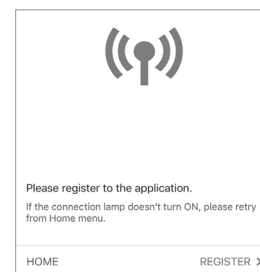 Please register to the application.
If the connection lamp doesn't turn ON, please retry
from Home menu.
HOME
REGISTER